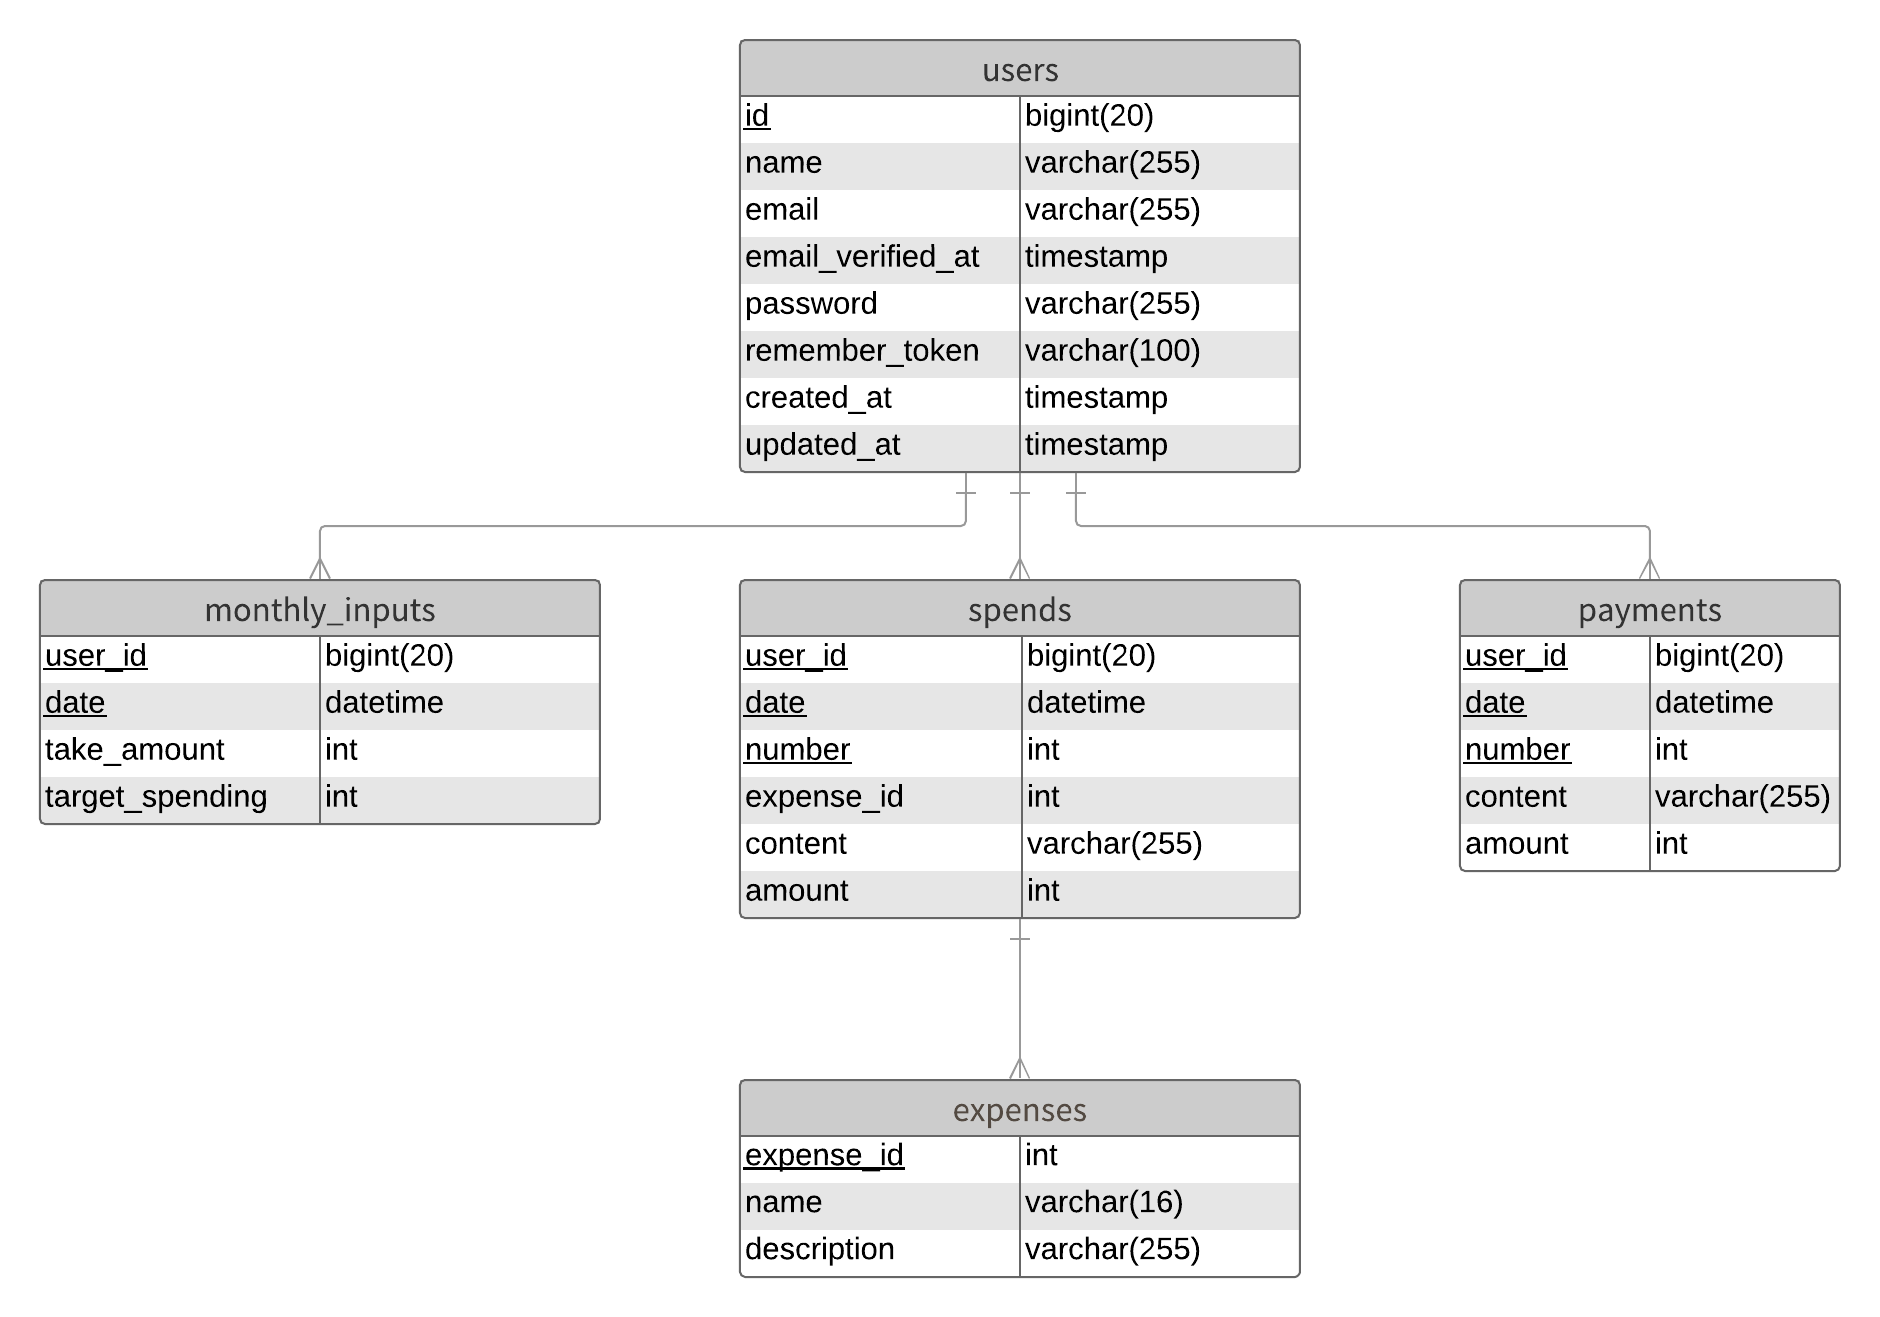 users
id bigint(20)
name varchar(255)
email varchar(255)
email_verified_at timestamp
password varchar(255)
remember_token varchar(100)
created_at timestamp
updated_at timestamp
monthly_inputs
user_id bigint(20)
date datetime
take_amount int
target_spending int
spends
user_id bigint(20)
date datetime
number int
expense_id int
content varchar(255)
amount int
payments
user_id bigint(20)
date datetime
number int
content varchar(255)
amount int
expenses
expense_id int
name varchar(16)
description varchar(255)